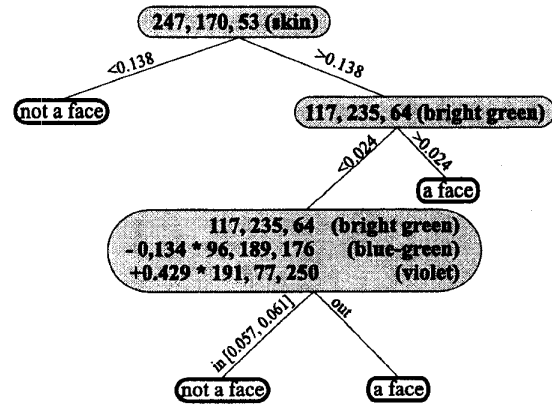 247, 170, 53 (skin)
<0.138
>0.138
not a face
117, 235, 64 (bright green)
<0.024
>0.024
a face
117, 235, 64 (bright green)
- 0,134 * 96, 189, 176 (blue-green)
+0.429 * 191, 77, 250 (violet)
in [0.057, 0.061]
out
not a face
a face